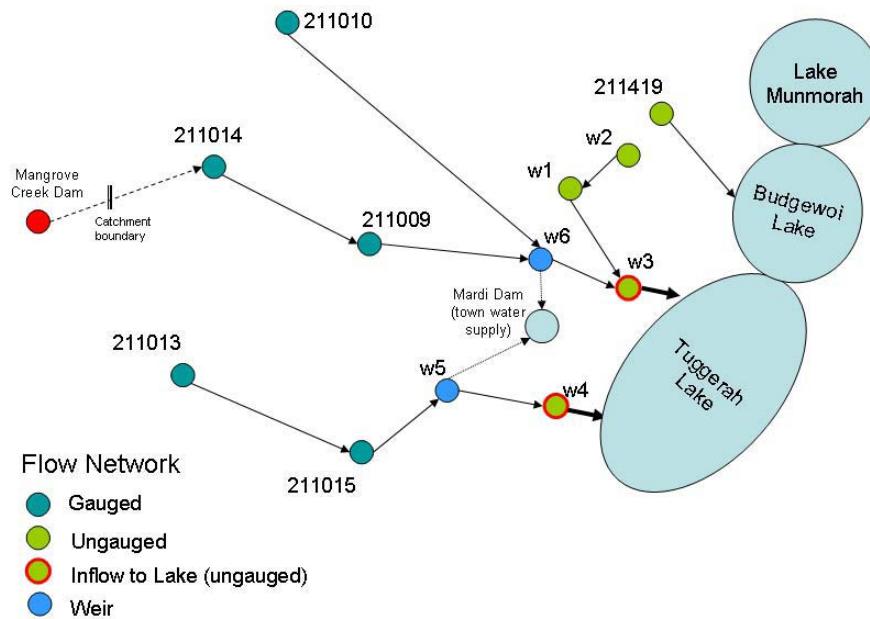 211010
Lake
Munmorah
211419
w2
211014
Mangrove
Creek Dam
w1
Catchment
boundary
211009
Budgewoi
Lake
w6
w3
Mardi Dam
(town water
supply)
211013
w5
w4
Tuggerah
Lake
211015
Flow Network
Gauged
Ungauged
Inflow to Lake (ungauged)
Weir